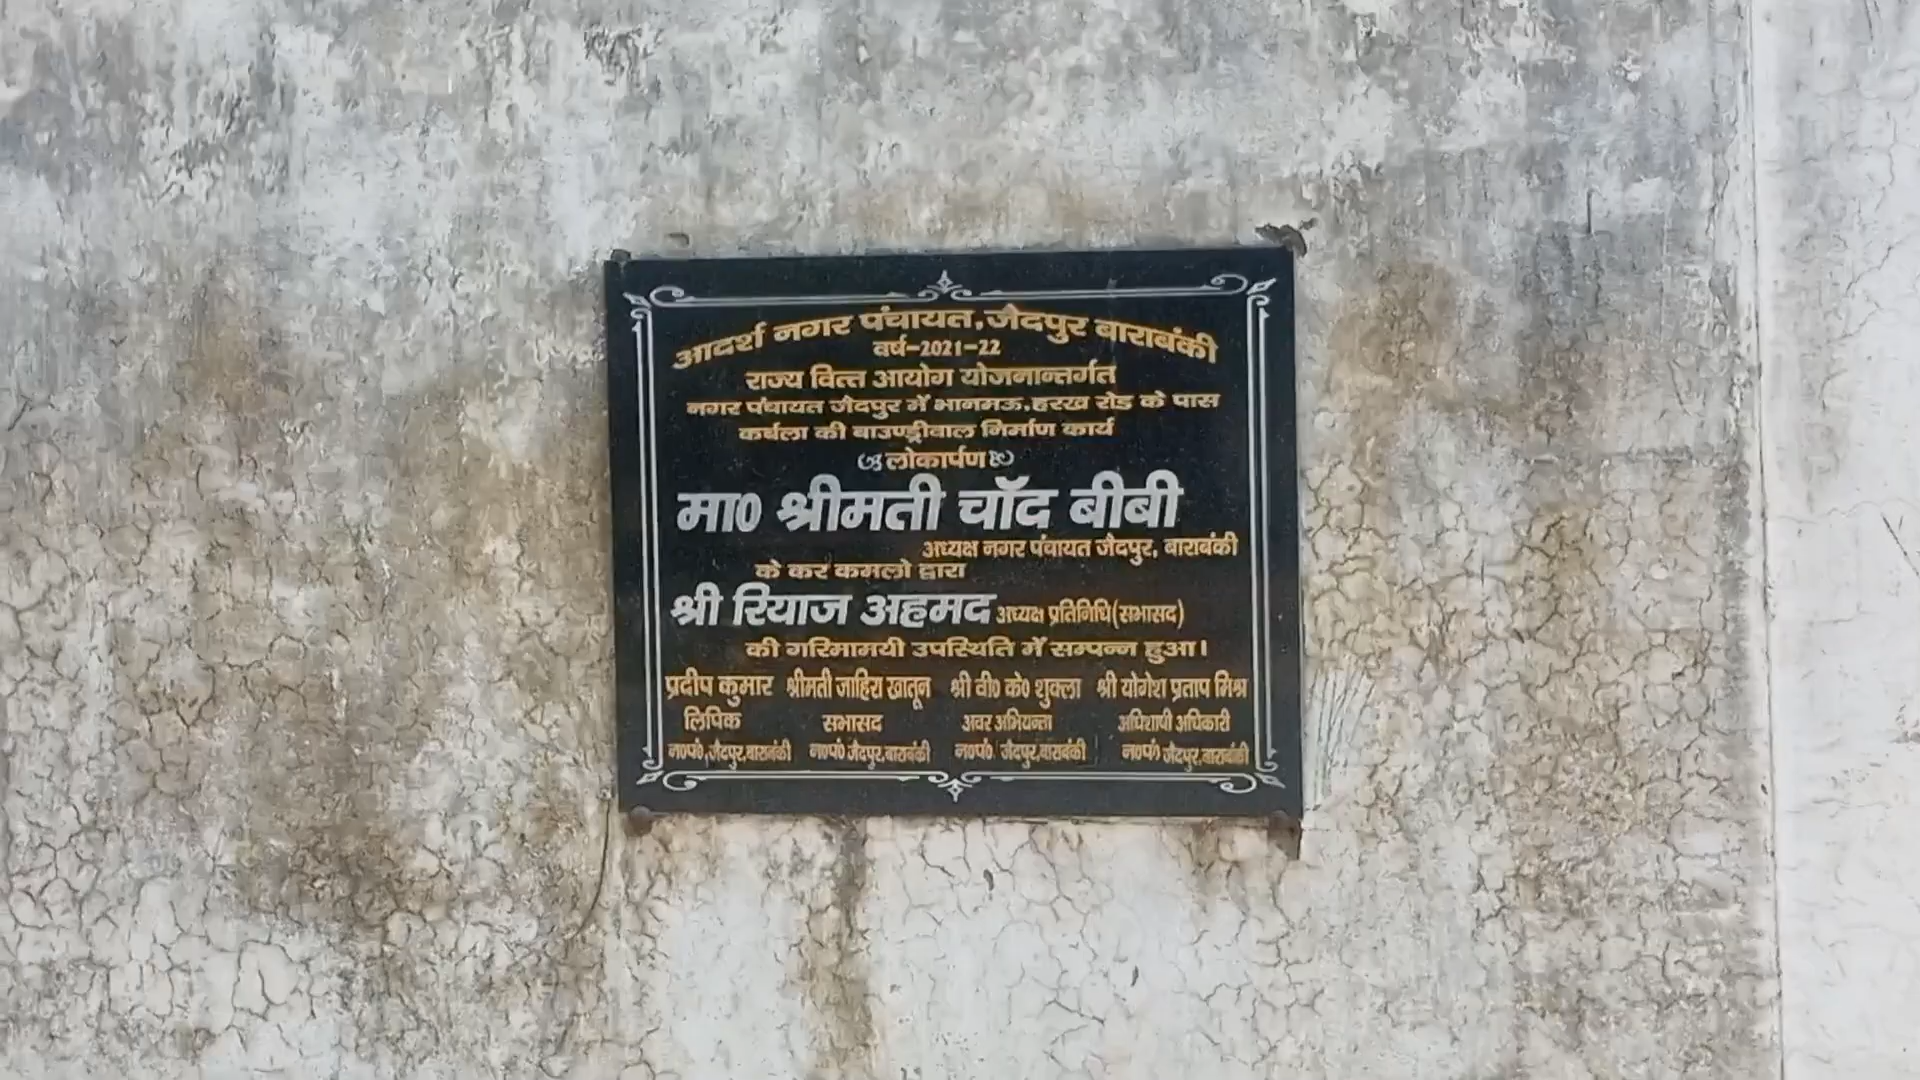 आदर्श नगर पंचायत, जैदपुर बाराबंकी
वर्ष-2021-22
राज्य वित्त आयोग योजनान्तर्गत
नगर पंचायत जैदपुर में भानमऊ, हरख रोड के पास
कर्बला की बाउण्ड्रीवाल निर्माण कार्य
लोकार्पण
मा0 श्रीमती चाॅद बीबी
अध्यक्ष नगर पंचायत जैदपुर, बाराबंकी
के कर कमलो द्वारा
श्री रियाज अहमद अध्यक्ष प्रतिनिधि(सभासद)
की गरिमामयी उपस्थिति में सम्पन्न हुआ।
प्रदीप कुमार श्रीमती जाहिरा खातून श्री वी0 के0 शुक्ला श्री योगेश प्रताप मिश्र
लिपिक सभासद अवर अभियन्ता अधिशाषी अधिकारी
न0पं0, जैदपुर,बाराबंकी न0पं0 जैदपुर,बाराबंकी न0पं0 जैदपुर,बाराबंकी न0पं0 जैदपुर,बाराबंकी